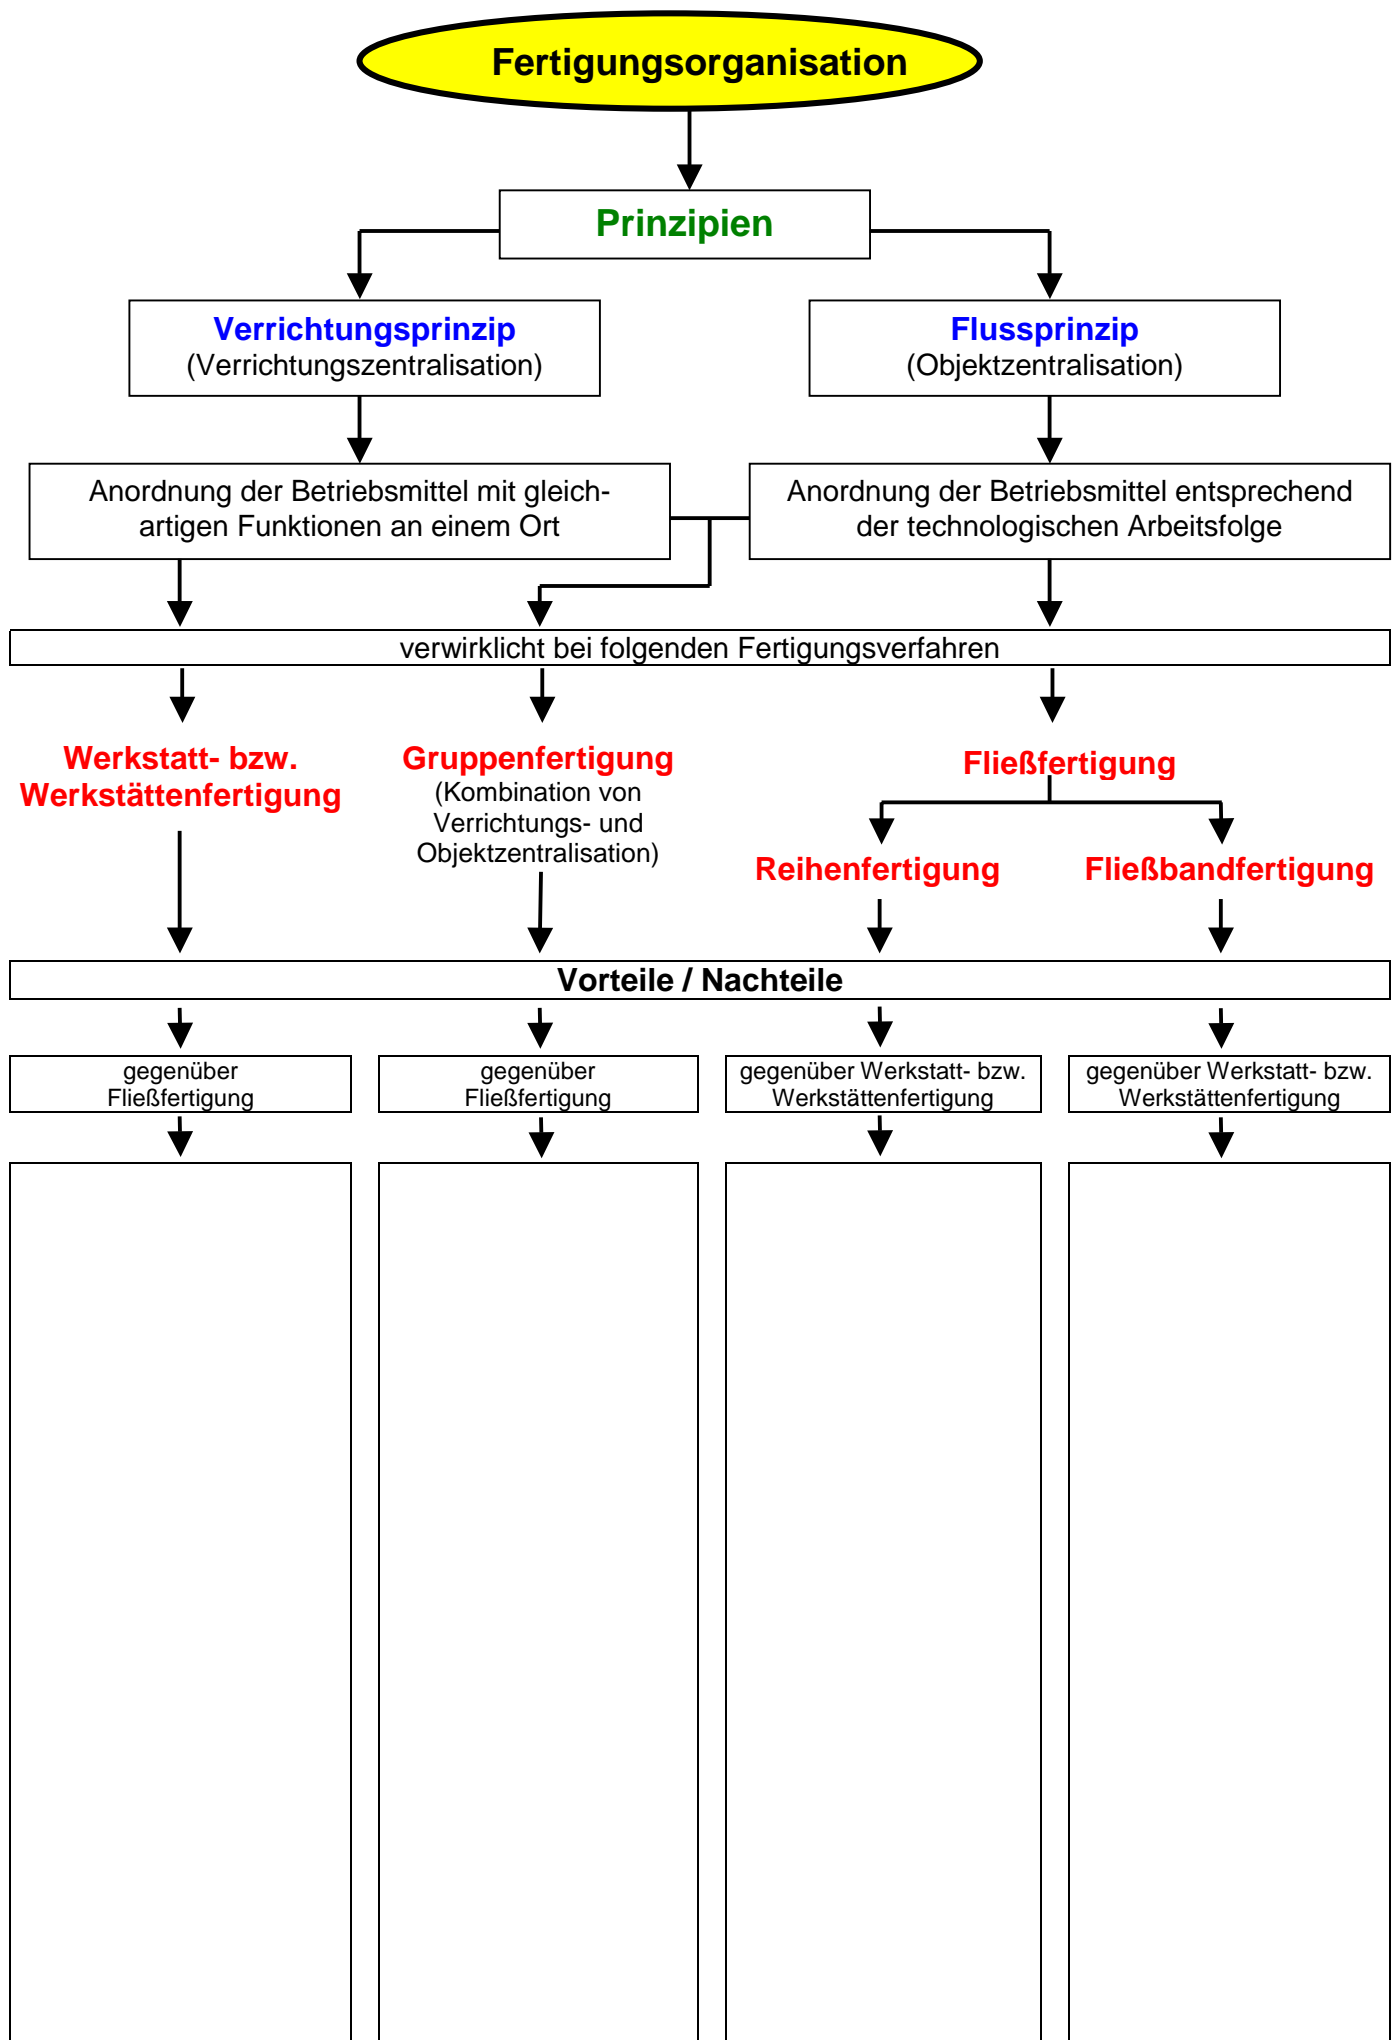 Fertigungsorganisation
Prinzipien
Verrichtungsprinzip
(Verrichtungszentralisation)
Flussprinzip
(Objektzentralisation)
Anordnung der Betriebsmittel mit gleich-
artigen Funktionen an einem Ort
Anordnung der Betriebsmittel entsprechend
der technologischen Arbeitsfolge
verwirklicht bei folgenden Fertigungsverfahren
Werkstatt- bzw.
Werkstättenfertigung
Gruppenfertigung
(Kombination von
Verrichtungs- und
Objektzentralisation)
Fließfertigung
Reihenfertigung
Fließbandfertigung
Vorteile / Nachteile
gegenüber
Fließfertigung
gegenüber
Fließfertigung
gegenüber Werkstatt- bzw.
Werkstättenfertigung
gegenüber Werkstatt- bzw.
Werkstättenfertigung